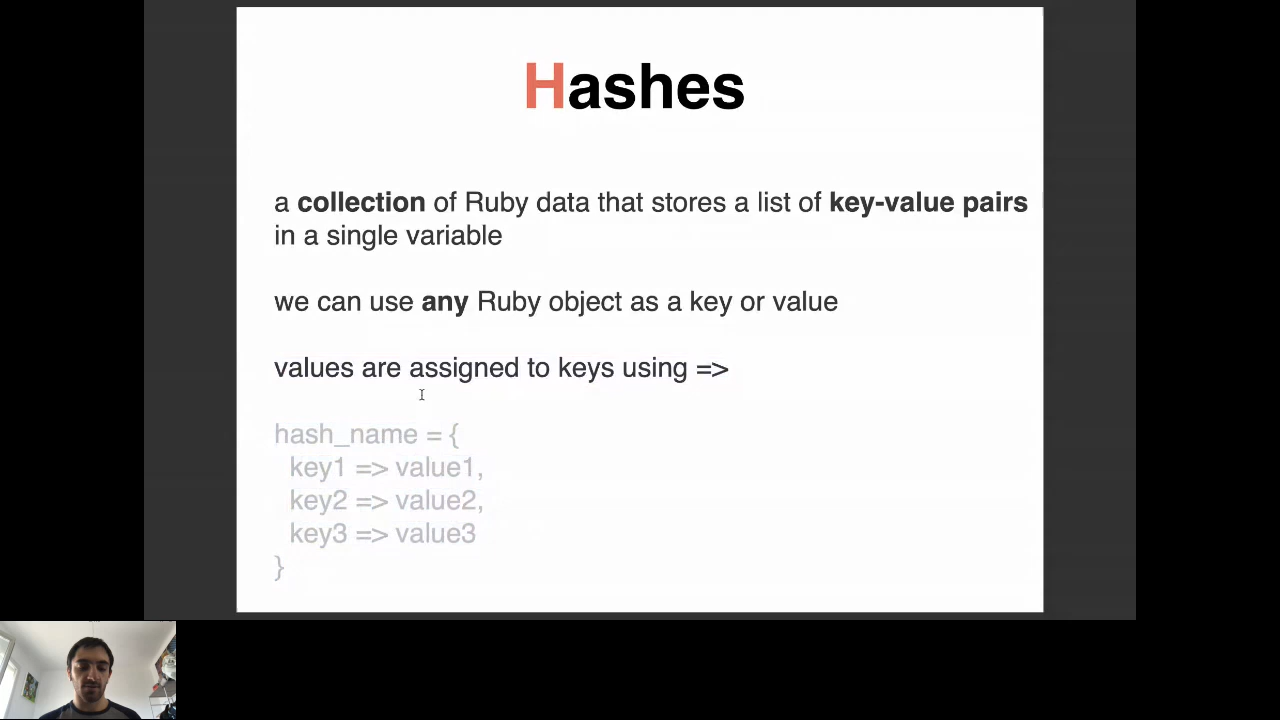 Hashes
a collection of Ruby data that stores a list of key-value pairs
in a single variable
we can use any Ruby object as a key or value
values are assigned to keys using =>
hash_name = {
key1 => value1,
key2 => value2,
key3 => value3
}